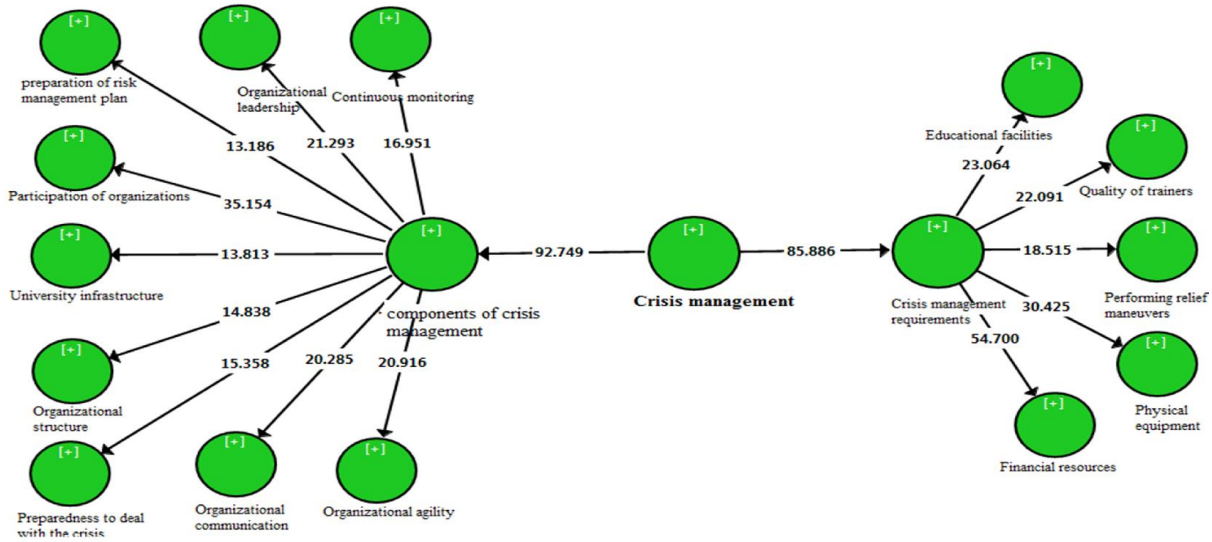 [+]
preparation of risk
management plan
[+]
Organizational
leadership
[+]
Continuous monitoring
[+]
Educational facilities
13.186
21.293
16.951
23.064
[+]
Quality of trainers
[+]
Participation of organizations
35.154
22.091
[+]
University infrastructure
13.813
[+]
components of crisis
management
92.749
[+]
Crisis management
85.886
[+]
Crisis management
requirements
18.515
[+]
Performing relief
maneuvers
14.838
15.358
20.285
20.916
30.425
54.700
[+]
Organizational
structure
[+]
Physical
equipment
[+]
Financial resources
[+]
Preparedness to deal
with the crisis
[+]
Organizational
communication
[+]
Organizational agility